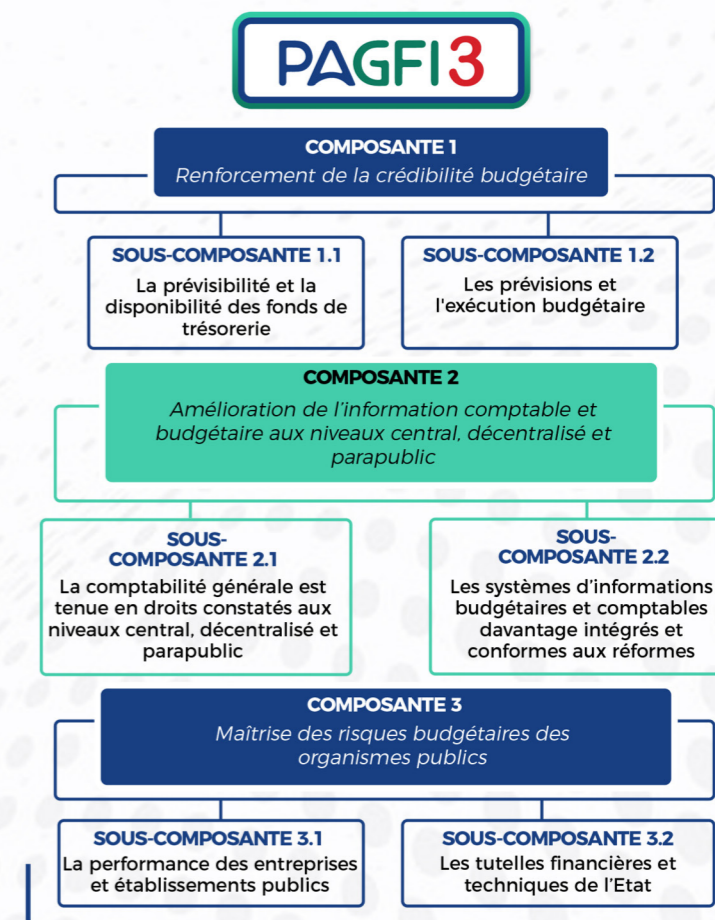 PAGFI 3
COMPOSANTE 1
Renforcement de la crédibilité budgétaire
SOUS-COMPOSANTE 1.1
La prévisibilité et la
disponibilité des fonds de
trésorerie
SOUS-COMPOSANTE 1.2
Les prévisions et
l'exécution budgétaire
COMPOSANTE 2
Amélioration de l’information comptable et
budgétaire aux niveaux central, décentralisé et
parapublic
SOUS-
COMPOSANTE 2.1
La comptabilité générale est
tenue en droits constatés aux
niveaux central, décentralisé et
parapublic
SOUS-
COMPOSANTE 2.2
Les systèmes d’informations
budgétaires et comptables
davantage intégrés et
conformes aux réformes
COMPOSANTE 3
Maîtrise des risques budgétaires des
organismes publics
SOUS-COMPOSANTE 3.1
La performance des entreprises
et établissements publics
SOUS-COMPOSANTE 3.2
Les tutelles financières et
techniques de l’Etat